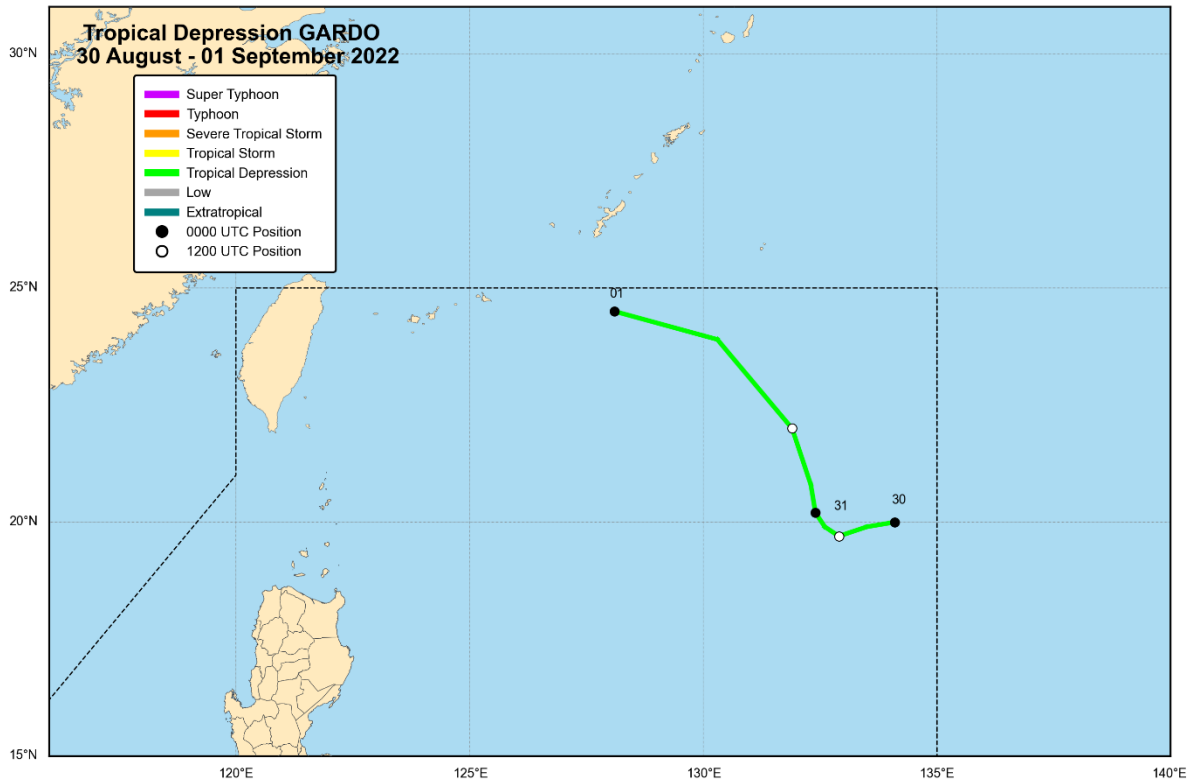 Tropical Depression GARDO
30 August - 01 September 2022
Super Typhoon
Typhoon
Severe Tropical Storm
Tropical Storm
Tropical Depression
Low
Extratropical
0000 UTC Position
1200 UTC Position
30°N
25°N
20°N
15°N
01
31
30
120°E
125°E
130°E
135°E
140°E